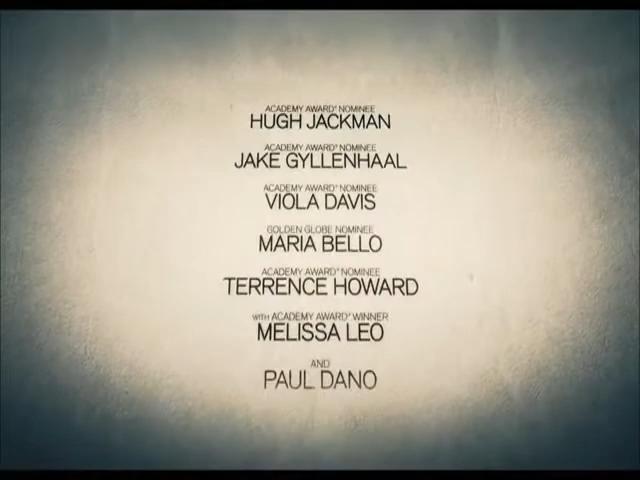 ACADEMY AWARD® NOMINEE
HUGH JACKMAN
ACADEMY AWARD® NOMINEE
JAKE GYLLENHAAL
ACADEMY AWARD® NOMINEE
VIOLA DAVIS
GOLDEN GLOBE NOMINEE
MARIA BELLO
ACADEMY AWARD® NOMINEE
TERRENCE HOWARD
WITH ACADEMY AWARD® WINNER
MELISSA LEO
AND
PAUL DANO